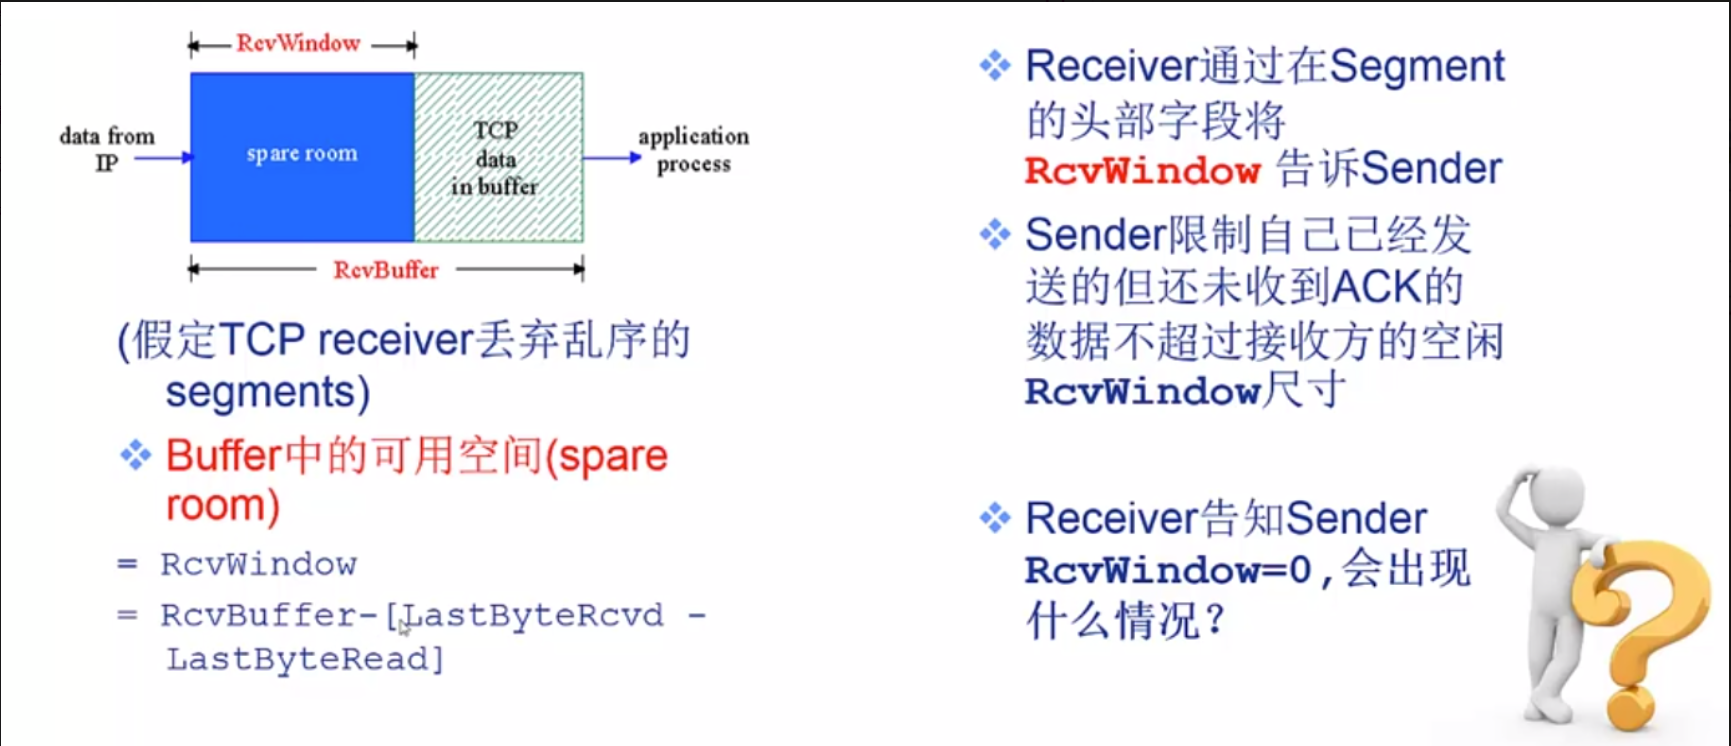 RcvWindow
data from
IP
spare room
TCP
data
in buffer
application
process
RcvBuffer
(假定TCP receiver丢弃乱序的
segments)
Buffer中的可用空间(spare
room)
= RcvWindow
= RcvBuffer-[LastByteRcvd -
LastByteRead]
Receiver通过在Segment
的头部字段将
RcvWindow 告诉Sender
Sender限制自己已经发
送的但还未收到ACK的
数据不超过接收方的空闲
RcvWindow尺寸
Receiver告知Sender
RcvWindow=0,会出现
什么情况?